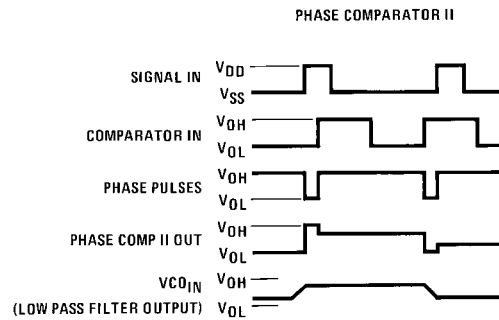 PHASE COMPARATOR II
SIGNAL IN
VDD
VSS
COMPARATOR IN
VOH
VOL
PHASE PULSES
VOH
VOL
PHASE COMP II OUT
VOH
VOL
VCOIN
(LOW PASS FILTER OUTPUT)
VOH
VOL